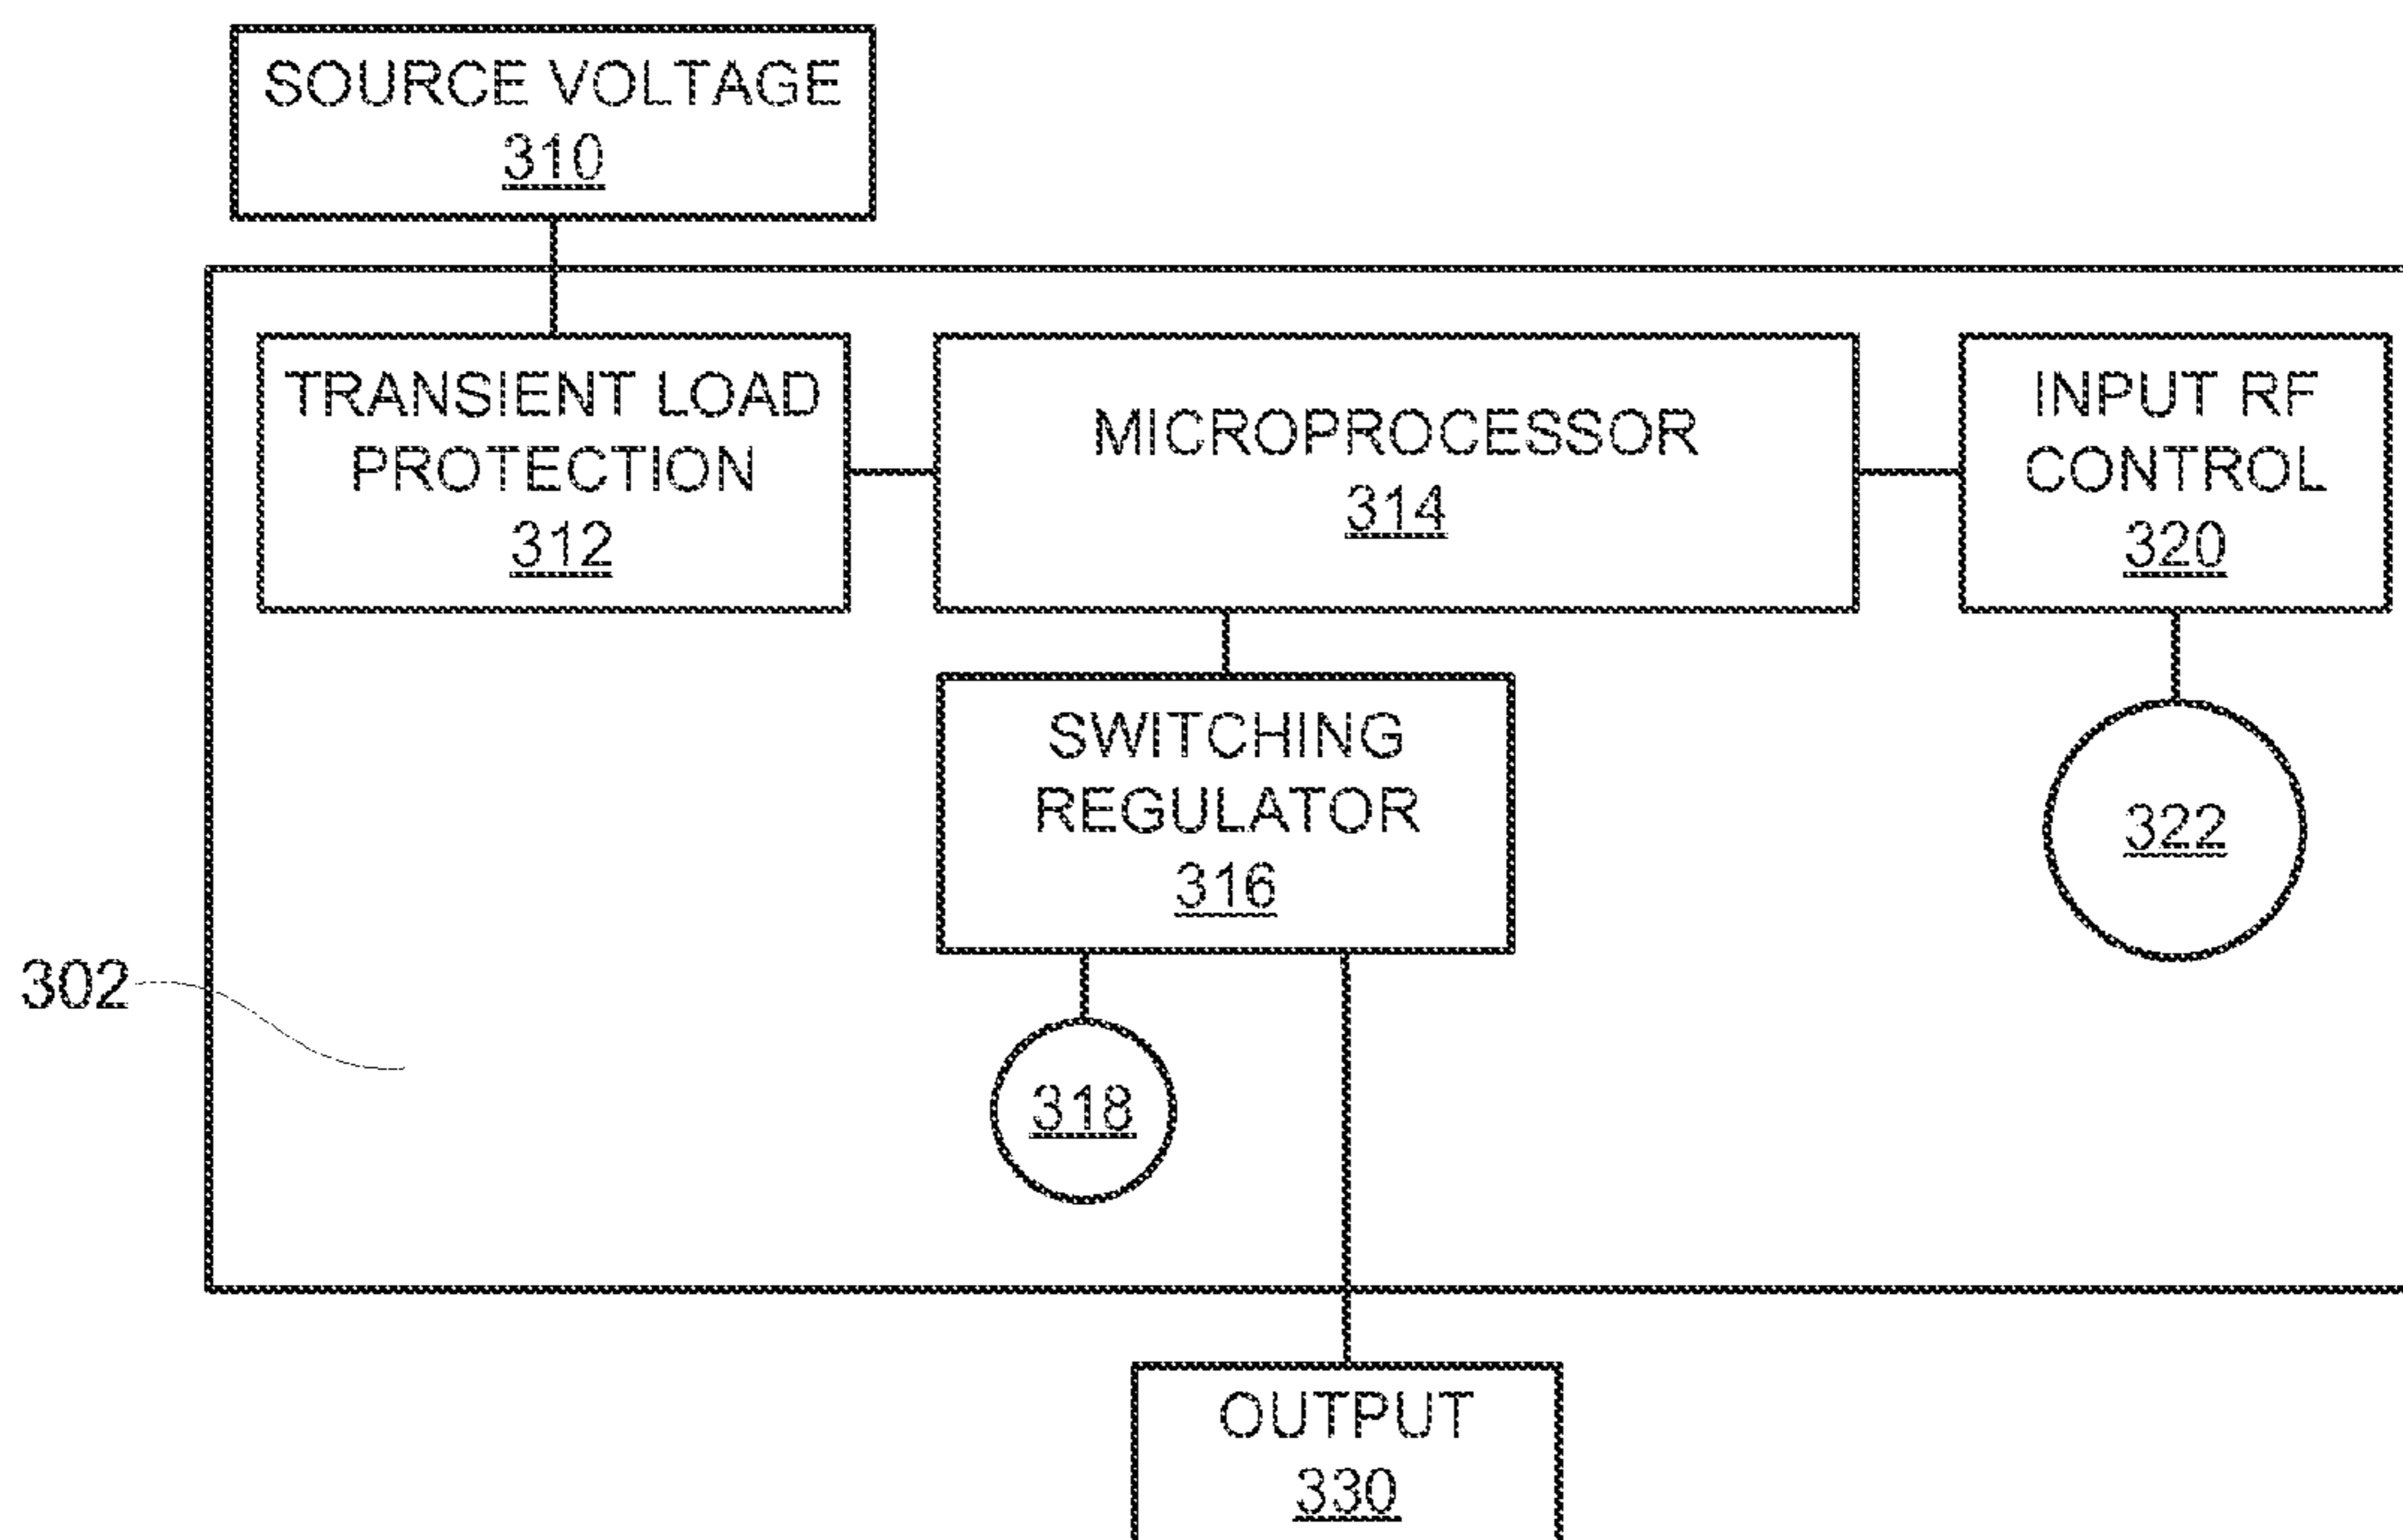 SOURCE VOLTAGE
310
TRANSIENT LOAD
PROTECTION
312
MICROPROCESSOR
314
INPUT RF
CONTROL
320
SWITCHING
REGULATOR
316
322
302
318
OUTPUT
330